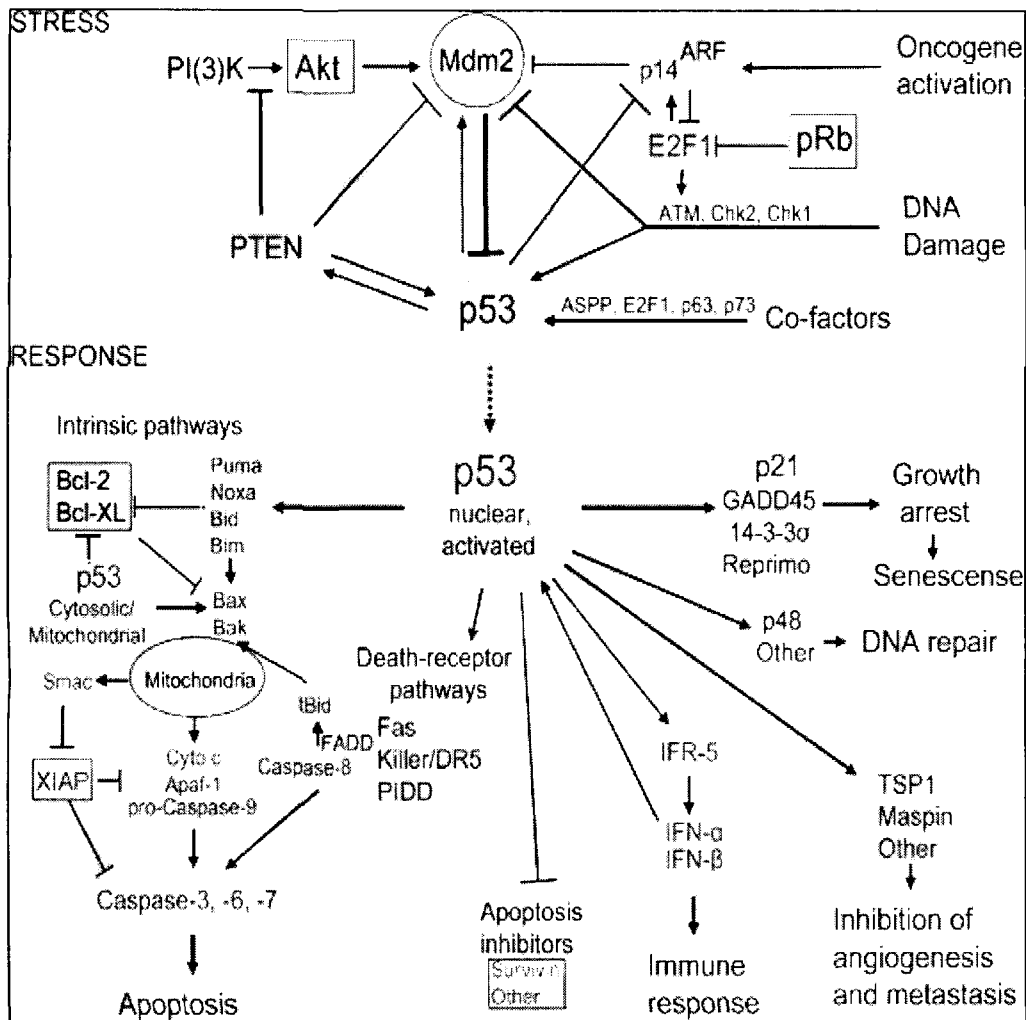 STRESS
PI(3)K
Akt
Mdm2
p14ARF
Oncogene
activation
E2F1
pRb
ATM, Chk2, Chk1
DNA
Damage
PTEN
p53
ASPP, E2F1, p63, p73
Co-factors
RESPONSE
Intrinsic pathways
Bcl-2
Bcl-XL
Puma
Noxa
Bid
Bim
p53
nuclear,
activated
p21
GADD45
14-3-3σ
Reprimo
Growth
arrest
Senescense
p53
Cytosolic/
Mitochondrial
Bax
Bak
p48
Other
DNA repair
Death-receptor
pathways
Smac
Mitochondria
tBid
FADD
Caspase-8
Fas
Killer/DR5
PIDD
IFR-5
XIAP
Cyto c
Apaf-1
pro-Caspase-9
TSP1
Maspin
Other
IFN-α
IFN-β
Caspase-3, -6, -7
Apoptosis
inhibitors
Survivin
Other
Immune
response
Inhibition of
angiogenesis
and metastasis
Apoptosis